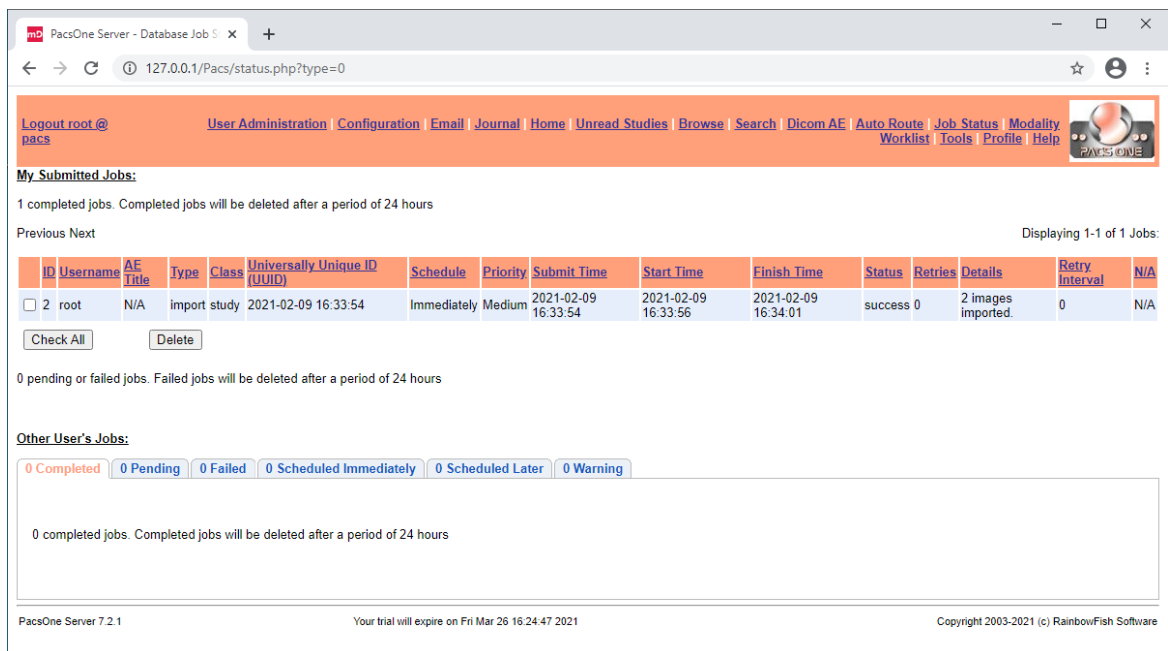 PacsOne Server - Database Job S
127.0.0.1/Pacs/status.php?type=0
Logout root @
pacs
User Administration | Configuration | Email | Journal | Home | Unread Studies | Browse | Search | Dicom AE | Auto Route | Job Status | Modality
Worklist | Tools | Profile | Help
PACS ONE
My Submitted Jobs:
1 completed jobs. Completed jobs will be deleted after a period of 24 hours
Previous Next
Displaying 1-1 of 1 Jobs:
ID Username AE Title Type Class Universally Unique ID (UUID) Schedule Priority Submit Time Start Time Finish Time Status Retries Details Retry Interval N/A
2 root N/A import study 2021-02-09 16:33:54 Immediately Medium 2021-02-09 16:33:54 2021-02-09 16:33:56 2021-02-09 16:34:01 success 0 2 images imported. 0 N/A
Check All Delete
0 pending or failed jobs. Failed jobs will be deleted after a period of 24 hours
Other User's Jobs:
0 Completed 0 Pending 0 Failed 0 Scheduled Immediately 0 Scheduled Later 0 Warning
0 completed jobs. Completed jobs will be deleted after a period of 24 hours
PacsOne Server 7.2.1
Your trial will expire on Fri Mar 26 16:24:47 2021
Copyright 2003-2021 (c) RainbowFish Software